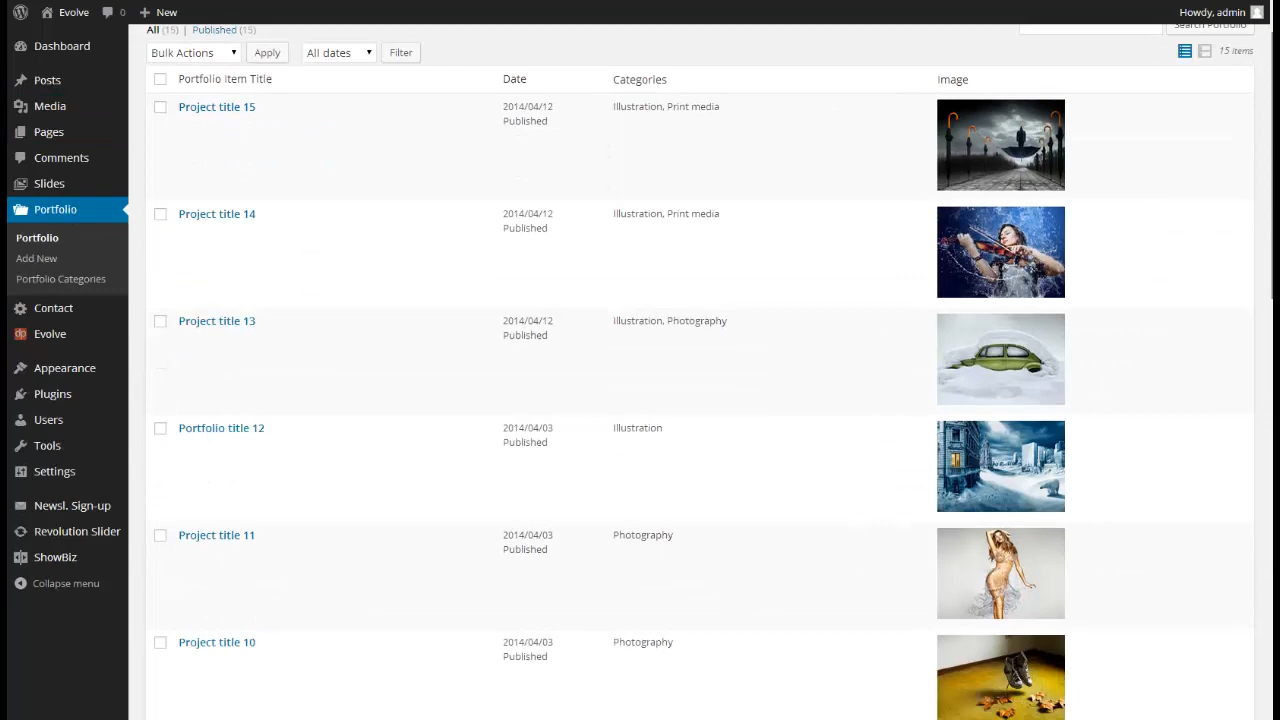 Evolve 0 New Howdy, admin
All (15) | Published (15) Search Portfolio
Bulk Actions Apply All dates Filter 15 items
Portfolio Item Title Date Categories Image
Project title 15 2014/04/12 Illustration, Print media
Published
Project title 14 2014/04/12 Illustration, Print media
Published
Project title 13 2014/04/12 Illustration, Photography
Published
Portfolio title 12 2014/04/03 Illustration
Published
Project title 11 2014/04/03 Photography
Published
Project title 10 2014/04/03 Photography
Published
Dashboard
Posts
Media
Pages
Comments
Slides
Portfolio
Portfolio
Add New
Portfolio Categories
Contact
Evolve
Appearance
Plugins
Users
Tools
Settings
Newsl. Sign-up
Revolution Slider
ShowBiz
Collapse menu